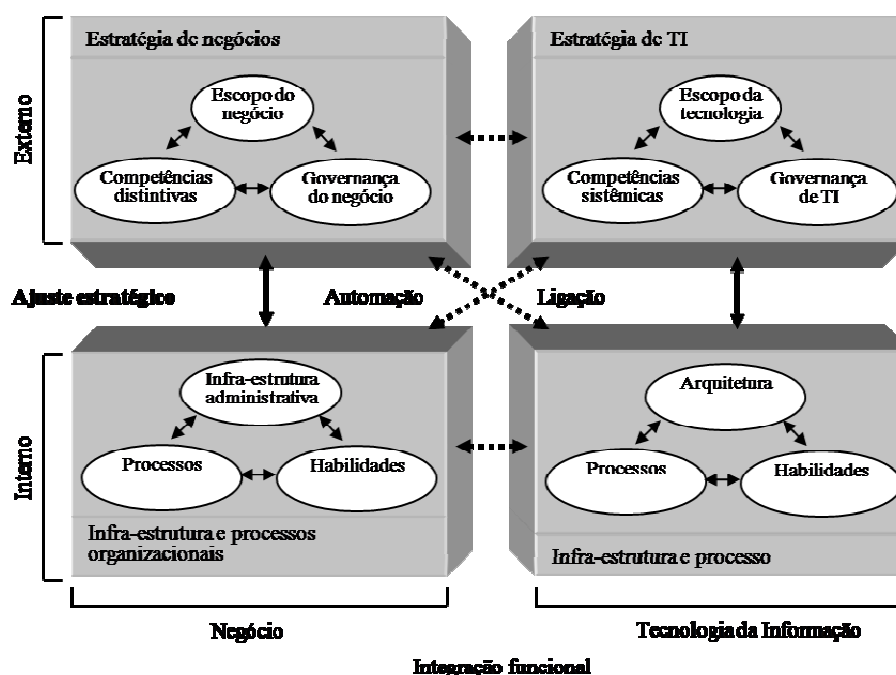 Estratégia de negócios
Estratégia de TI
Externo
Escopo do
negócio
Competências
distintivas
Governança
do negócio
Escopo da
tecnologia
Competências
sistêmicas
Governança
de TI
Ajuste estratégico
Automação
Ligação
Interno
Infra-estrutura
administrativa
Processos
Habilidades
Infra-estrutura e processos
organizacionais
Arquitetura
Processos
Habilidades
Infra-estrutura e processo
Negócio
Tecnologia da Informação
Integração funcional